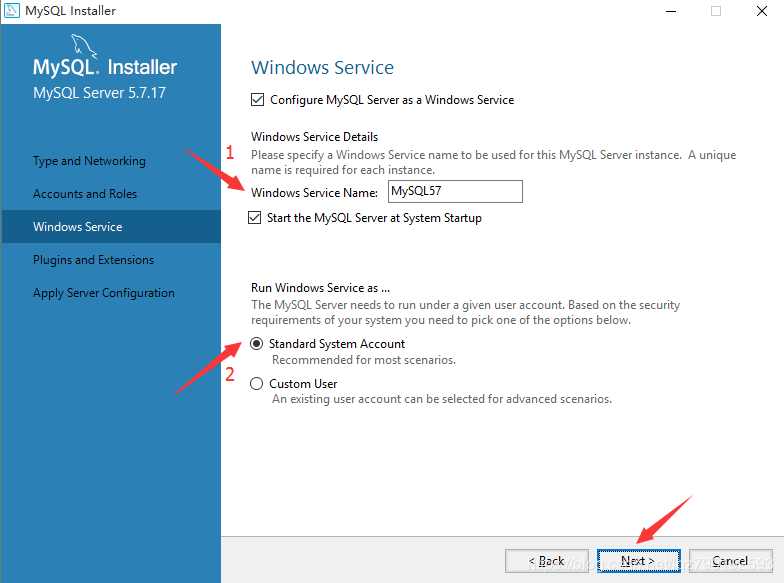 MySQL Installer
MySQL. Installer
MySQL Server 5.7.17
Type and Networking
Accounts and Roles
Windows Service
Plugins and Extensions
Apply Server Configuration
Windows Service
Configure MySQL Server as a Windows Service
Windows Service Details
Please specify a Windows Service name to be used for this MySQL Server instance. A unique
name is required for each instance.
1
Windows Service Name: MySQL57
Start the MySQL Server at System Startup
Run Windows Service as ...
The MySQL Server needs to run under a given user account. Based on the security
requirements of your system you need to pick one of the options below.
Standard System Account
Recommended for most scenarios.
2
Custom User
An existing user account can be selected for advanced scenarios.
< Back
Next >
Cancel